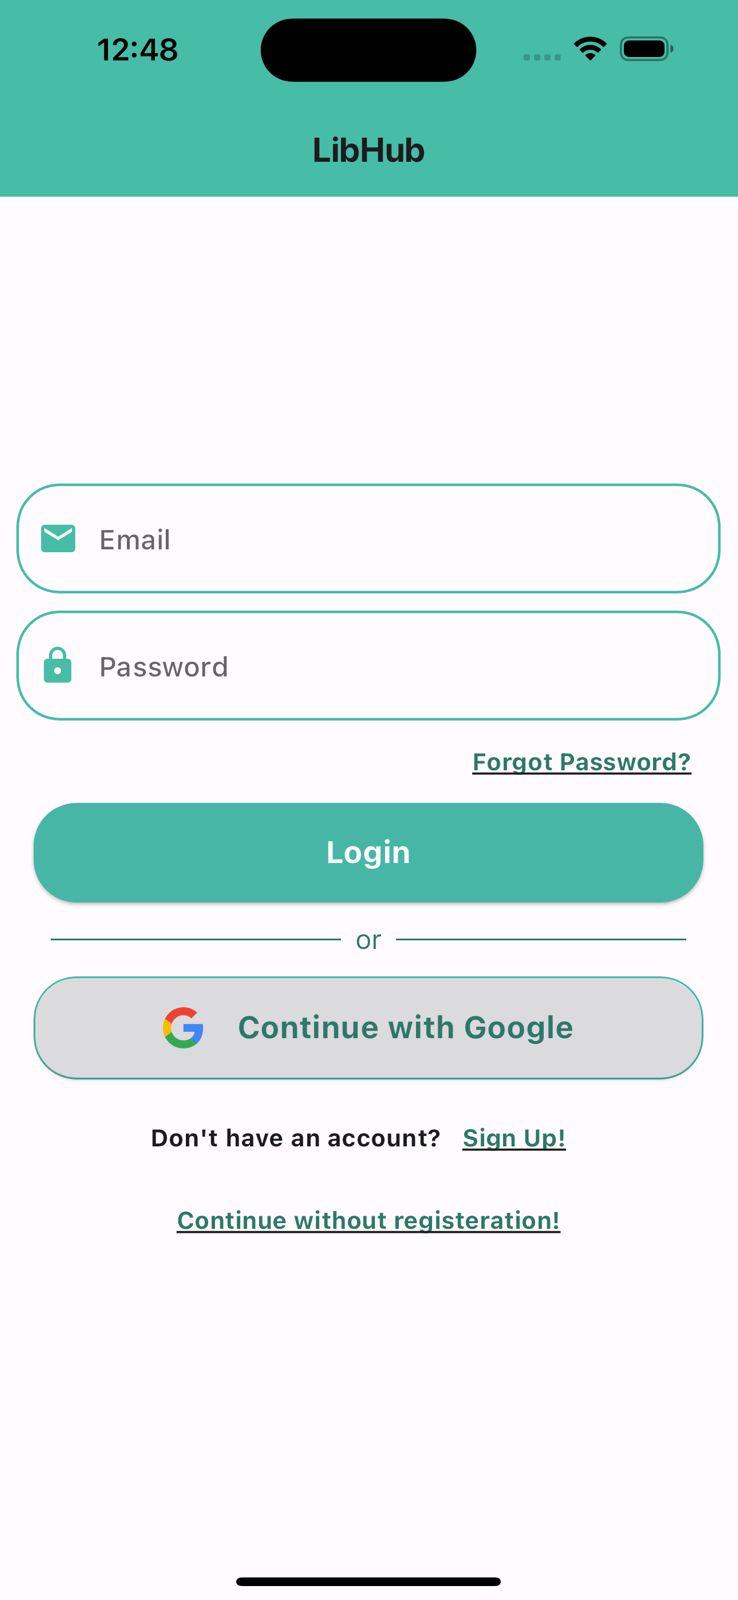 12:48
LibHub
Email
Password
Forgot Password?
Login
or
Continue with Google
Don't have an account? Sign Up!
Continue without registeration!